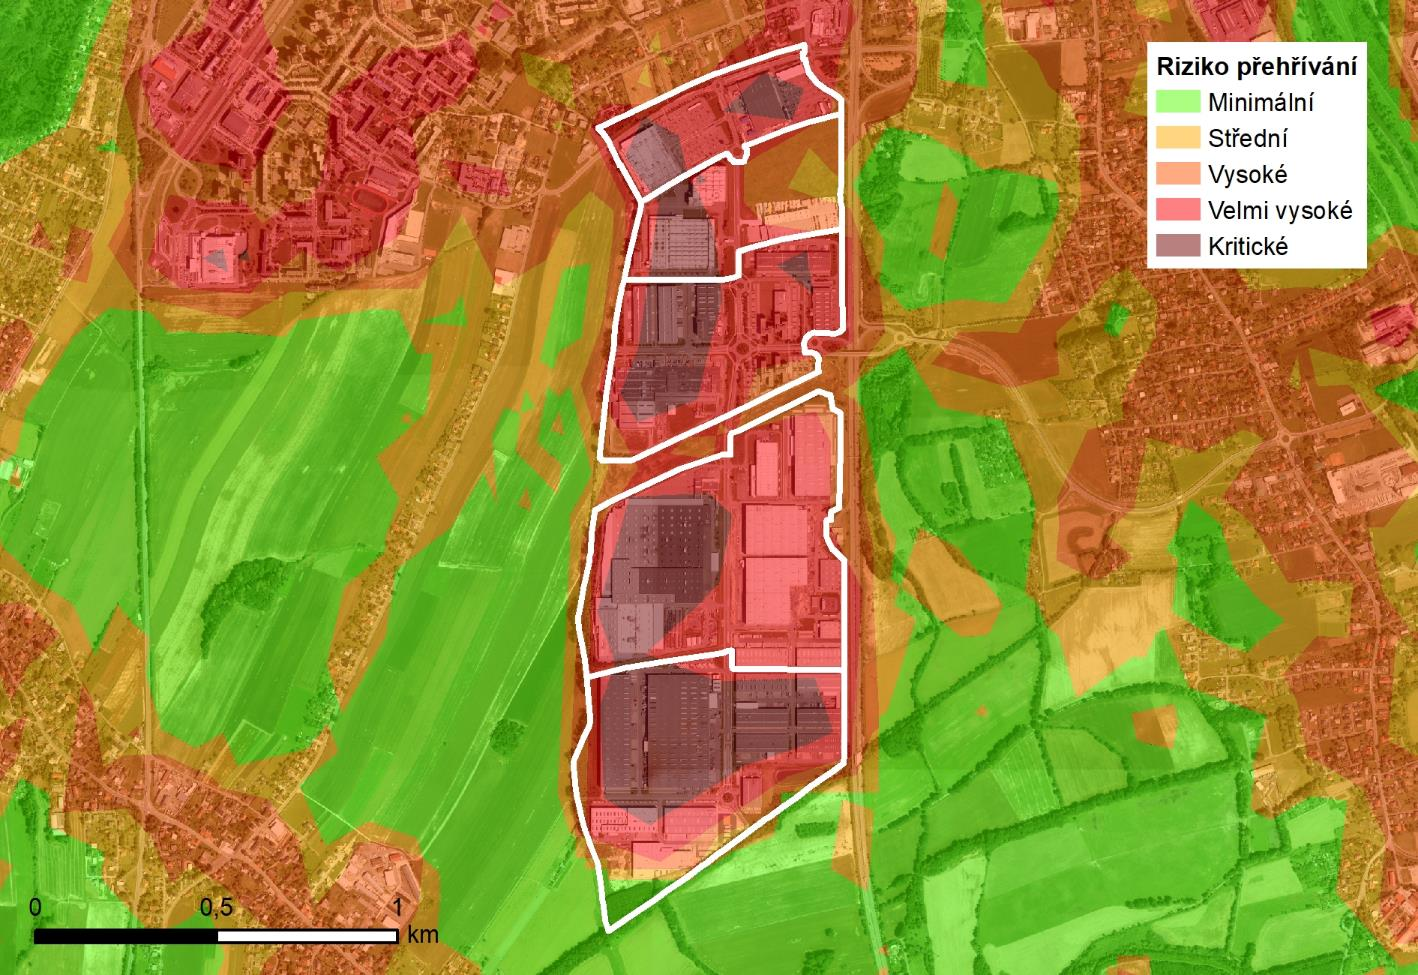 Riziko přehřívání
Minimální
Střední
Vysoké
Velmi vysoké
Kritické
0 0,5 1
km